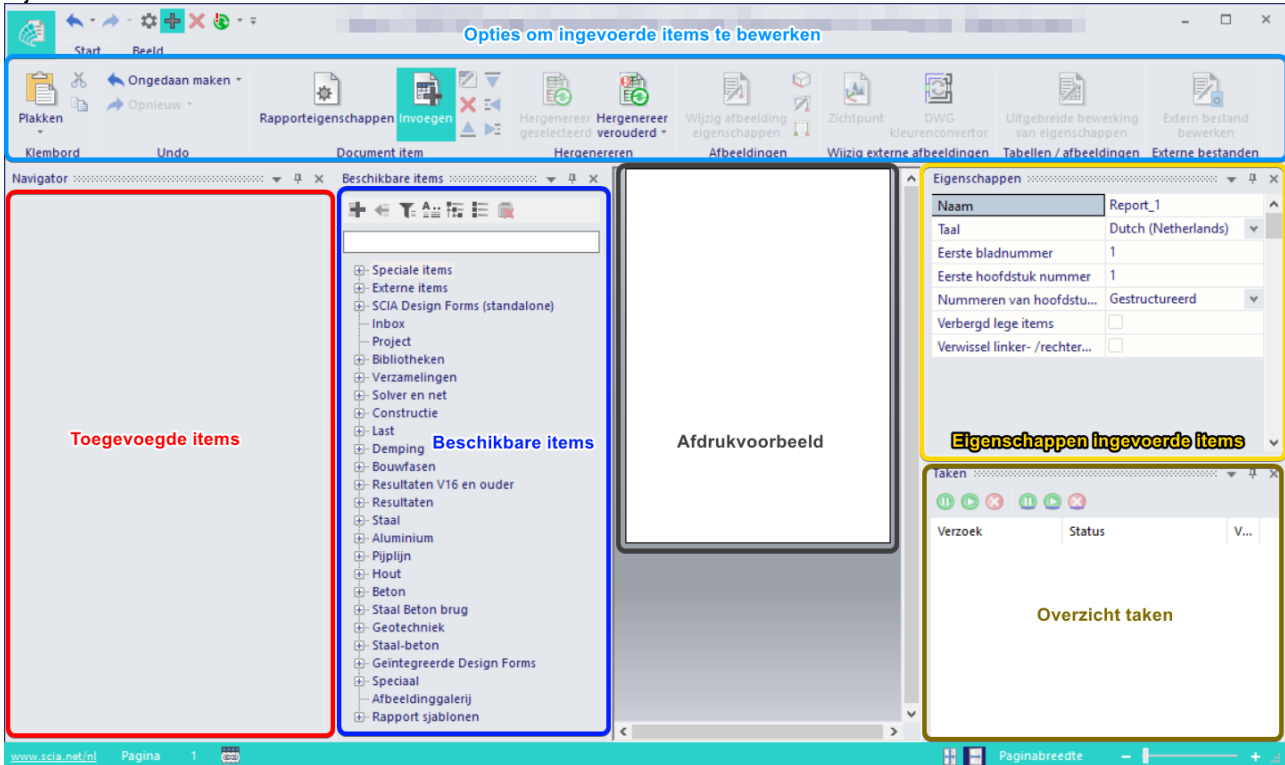 Opties om ingevoerde items te bewerken
Start Beeld
Plakken
Ongedaan maken
Opnieuw
Rapporteigenschappen
Invoegen
Hergenereer geselecteerd
Hergenereer verouderd
Wijzig afbeelding eigenschappen
Zichtpunt
DWG kleurenconvertor
Uitgebreide bewerking van eigenschappen
Extern bestand bewerken
Klembord Undo Document item Hergenereren Afbeeldingen Wijzig externe afbeeldingen Tabellen / afbeeldingen Externe bestanden
Navigator
Toegevoegde items
Beschikbare items
Speciale items
Externe items
SCIA Design Forms (standalone)
Inbox
Project
Bibliotheken
Verzamelingen
Solver en net
Constructie
Last
Demping
Beschikbare items
Bouwfasen
Resultaten V16 en ouder
Resultaten
Staal
Aluminium
Pijplijn
Hout
Beton
Staal Beton brug
Geotechniek
Staal-beton
Geïntegreerde Design Forms
Speciaal
Afbeeldinggalerij
Rapport sjablonen
Afdrukvoorbeeld
Eigenschappen
Naam Report_1
Taal Dutch (Netherlands)
Eerste bladnummer 1
Eerste hoofdstuk nummer 1
Nummeren van hoofdstu... Gestructureerd
Verbergd lege items
Verwissel linker- /rechter...
Eigenschappen ingevoerde items
Taken
Verzoek Status V...
Overzicht taken
www.scia.net/nl Pagina 1 Paginabreedte